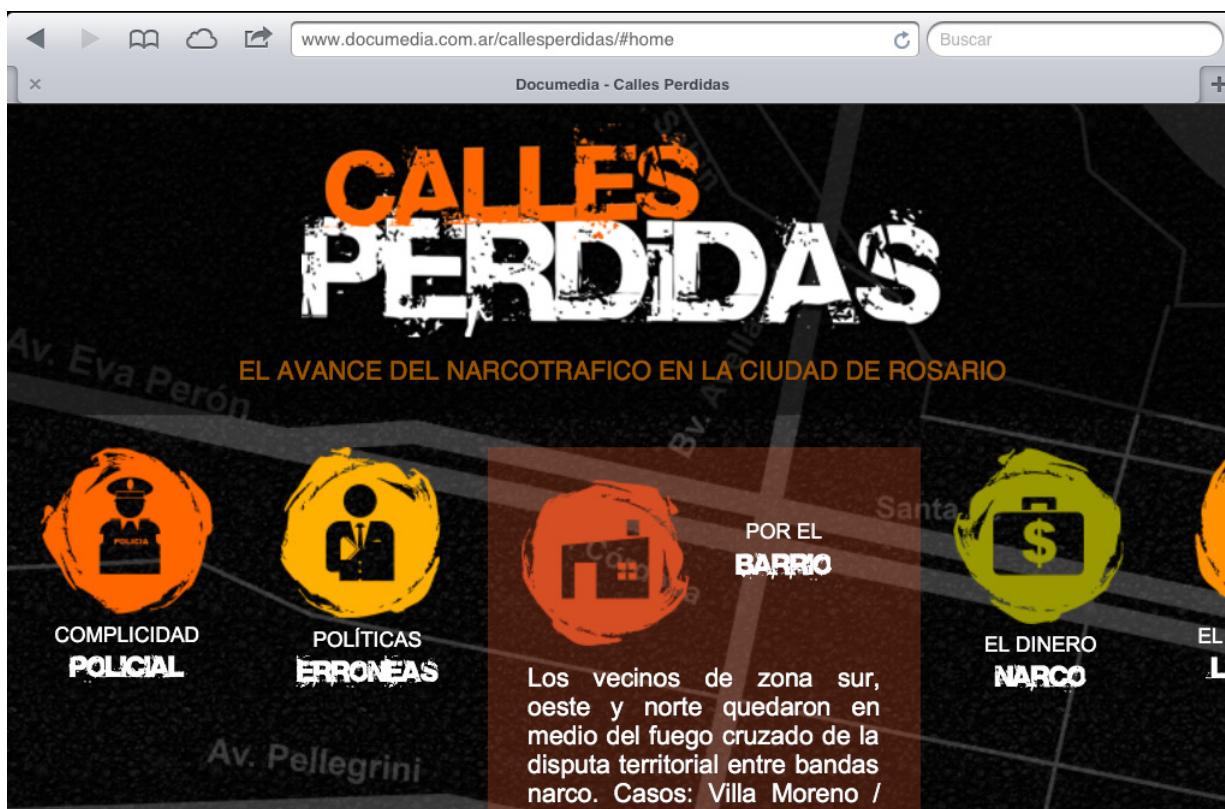 www.documedia.com.ar/callesperdidas/#home
Buscar
Documedia - Calles Perdidas
CALLES
PERDiDAS
EL AVANCE DEL NARCOTRAFICO EN LA CIUDAD DE ROSARIO
Av. Eva Perón
Bv. Avella
Santa
Av. Pellegrini
POLICIA
COMPLICIDAD
POLICIAL
POLÍTICAS
ERRONEAS
POR EL
BARRIO
Los vecinos de zona sur,
oeste y norte quedaron en
medio del fuego cruzado de la
disputa territorial entre bandas
narco. Casos: Villa Moreno /
$
EL DINERO
NARCO
EL
L